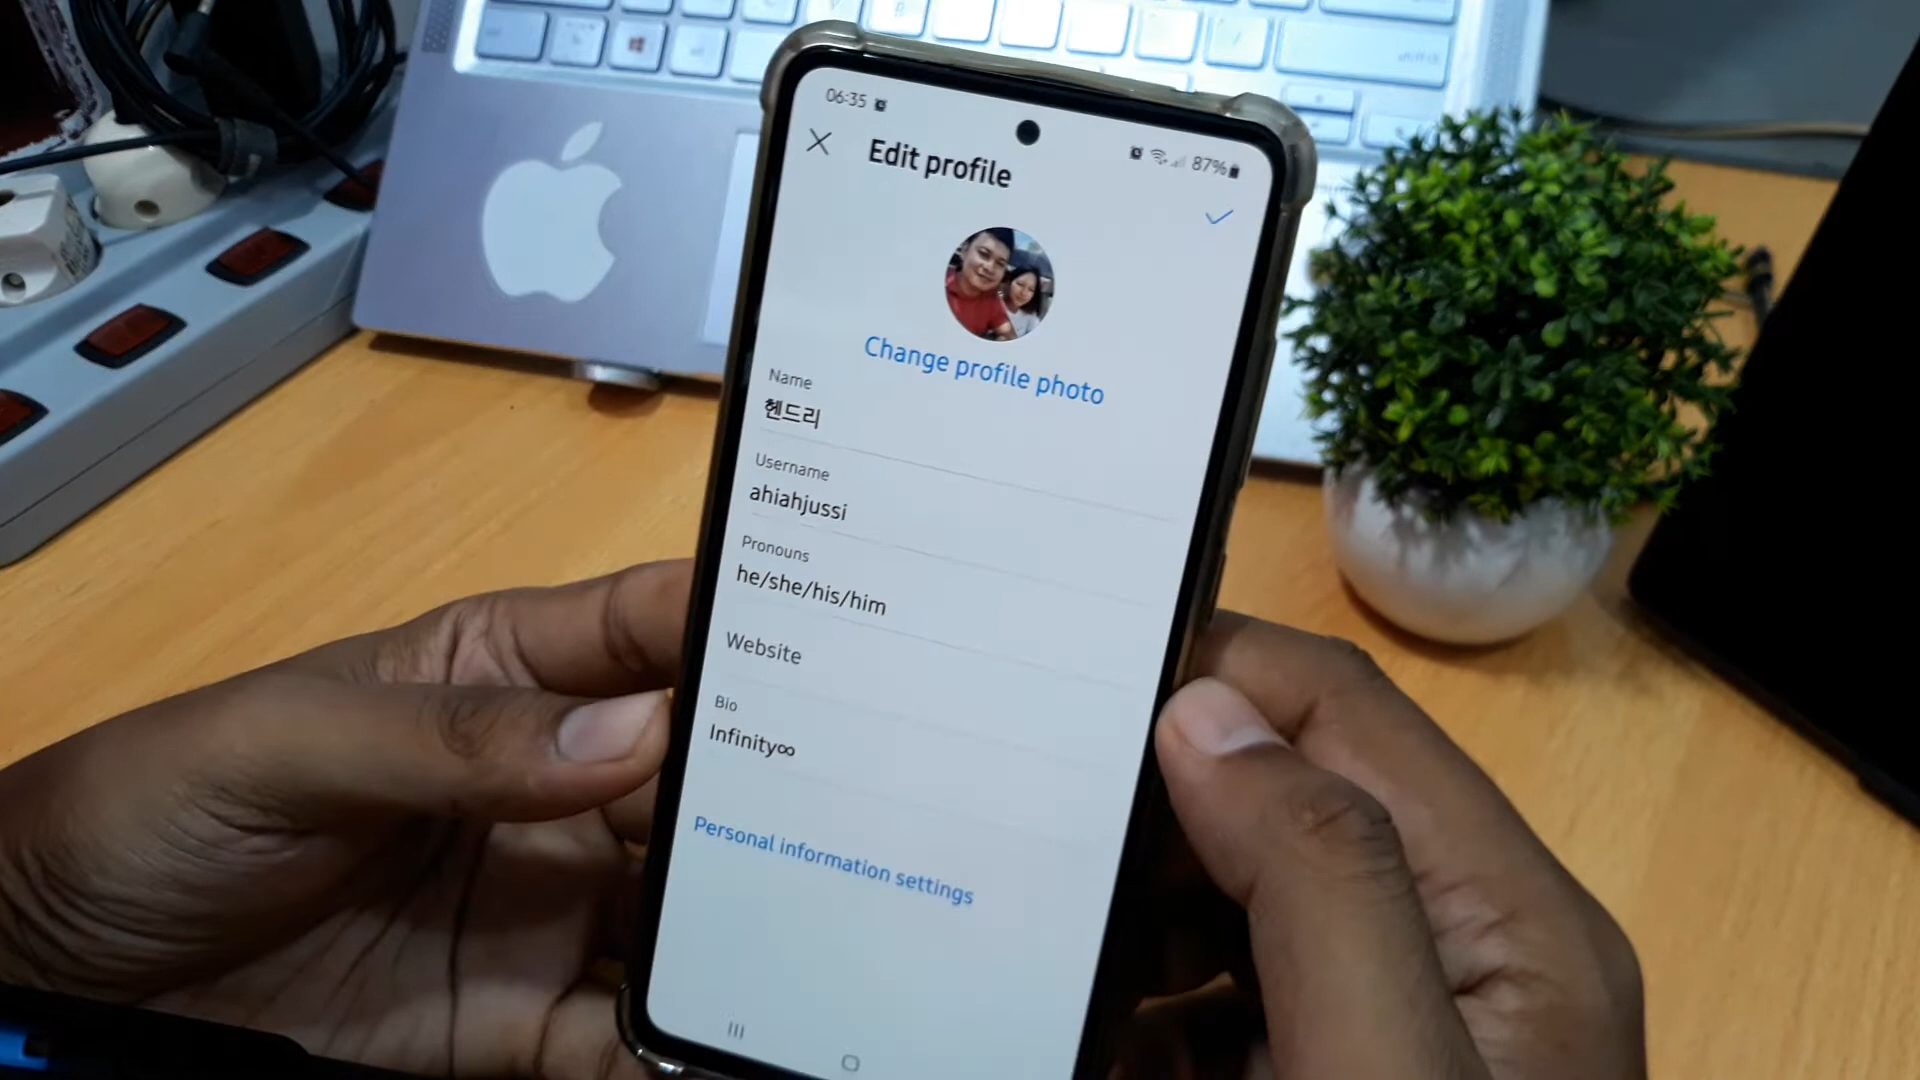 06:35
87%
Edit profile
Change profile photo
Name
헨드리
Username
ahiahjussi
Pronouns
he/she/his/him
Website
Bio
Infinity∞
Personal information settings